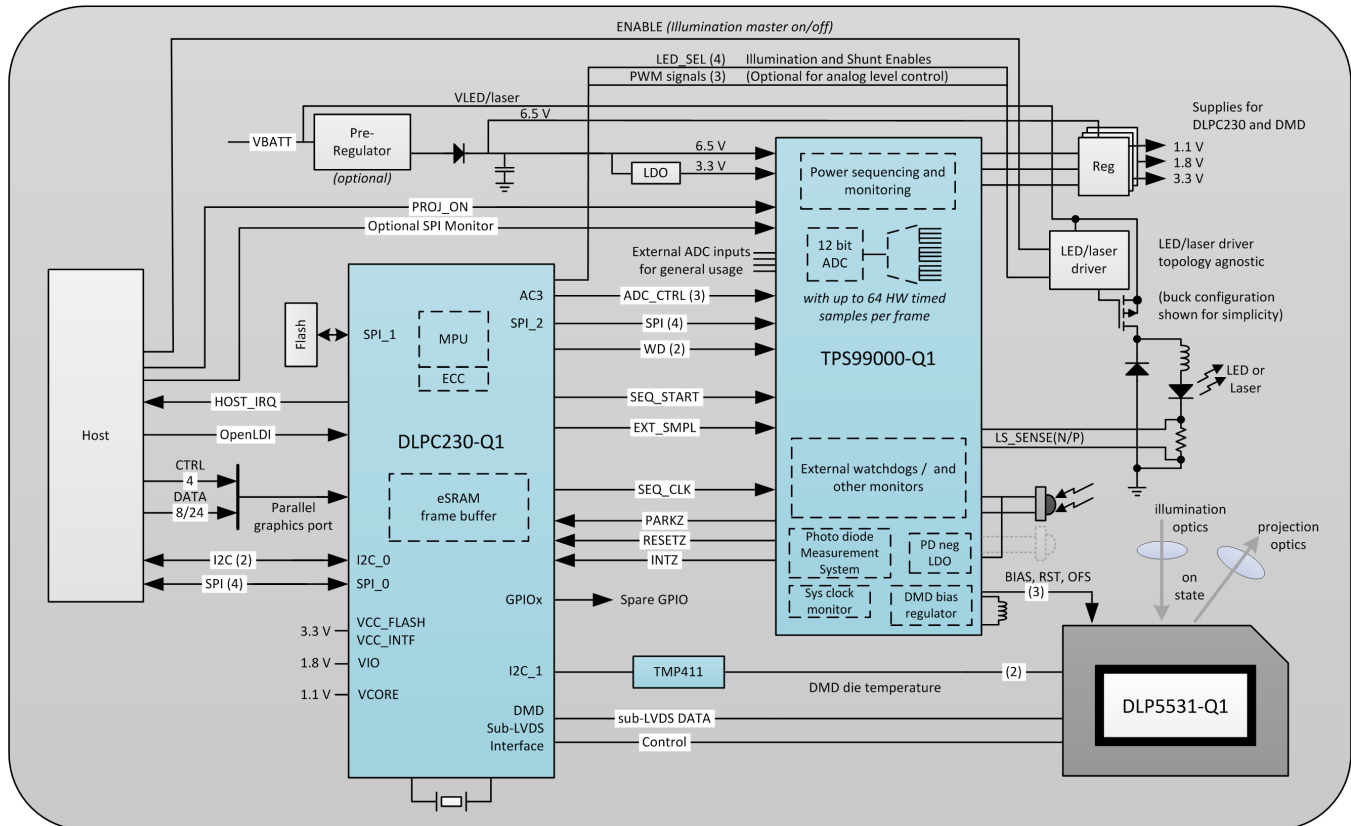 ENABLE (Illumination master on/off)
LED_SEL (4) Illumination and Shunt Enables
PWM signals (3) (Optional for analog level control)
VLED/laser
6.5 V
VBATT
Pre-
Regulator
(optional)
LDO
6.5 V
3.3 V
Power sequencing and
monitoring
Reg
Supplies for
DLPC230 and DMD
1.1 V
1.8 V
3.3 V
PROJ_ON
Optional SPI Monitor
External ADC inputs
for general usage
12 bit
ADC
with up to 64 HW timed
samples per frame
TPS99000-Q1
LED/laser
driver
LED/laser driver
topology agnostic
(buck configuration
shown for simplicity)
LED or
Laser
LS_SENSE(N/P)
Host
Flash
SPI_1
MPU
ECC
AC3
SPI_2
ADC_CTRL (3)
SPI (4)
WD (2)
SEQ_START
EXT_SMPL
SEQ_CLK
PARKZ
RESETZ
INTZ
HOST_IRQ
OpenLDI
CTRL
4
DATA
8/24
Parallel
graphics port
I2C (2)
SPI (4)
I2C_0
SPI_0
DLPC230-Q1
eSRAM
frame buffer
GPIOx
Spare GPIO
3.3 V
VCC_FLASH
VCC_INTF
1.8 V
VIO
1.1 V
VCORE
I2C_1
TMP411
DMD die temperature
(2)
DMD
Sub-LVDS
Interface
sub-LVDS DATA
Control
External watchdogs / and
other monitors
Photo diode
Measurement
System
PD neg
LDO
Sys clock
monitor
DMD bias
regulator
BIAS, RST, OFS
(3)
illumination
optics
projection
optics
on
state
DLP5531-Q1